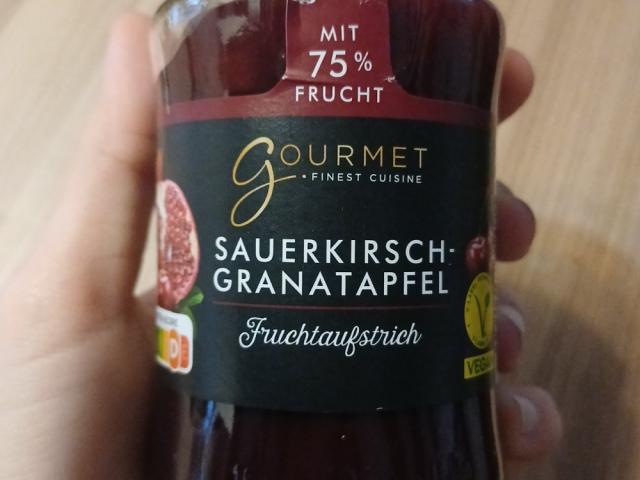 MIT
75%
FRUCHT
GOURMET
• FINEST CUISINE
SAUERKIRSCH-
GRANATAPFEL
Fruchtaufstrich
D
VEGAN